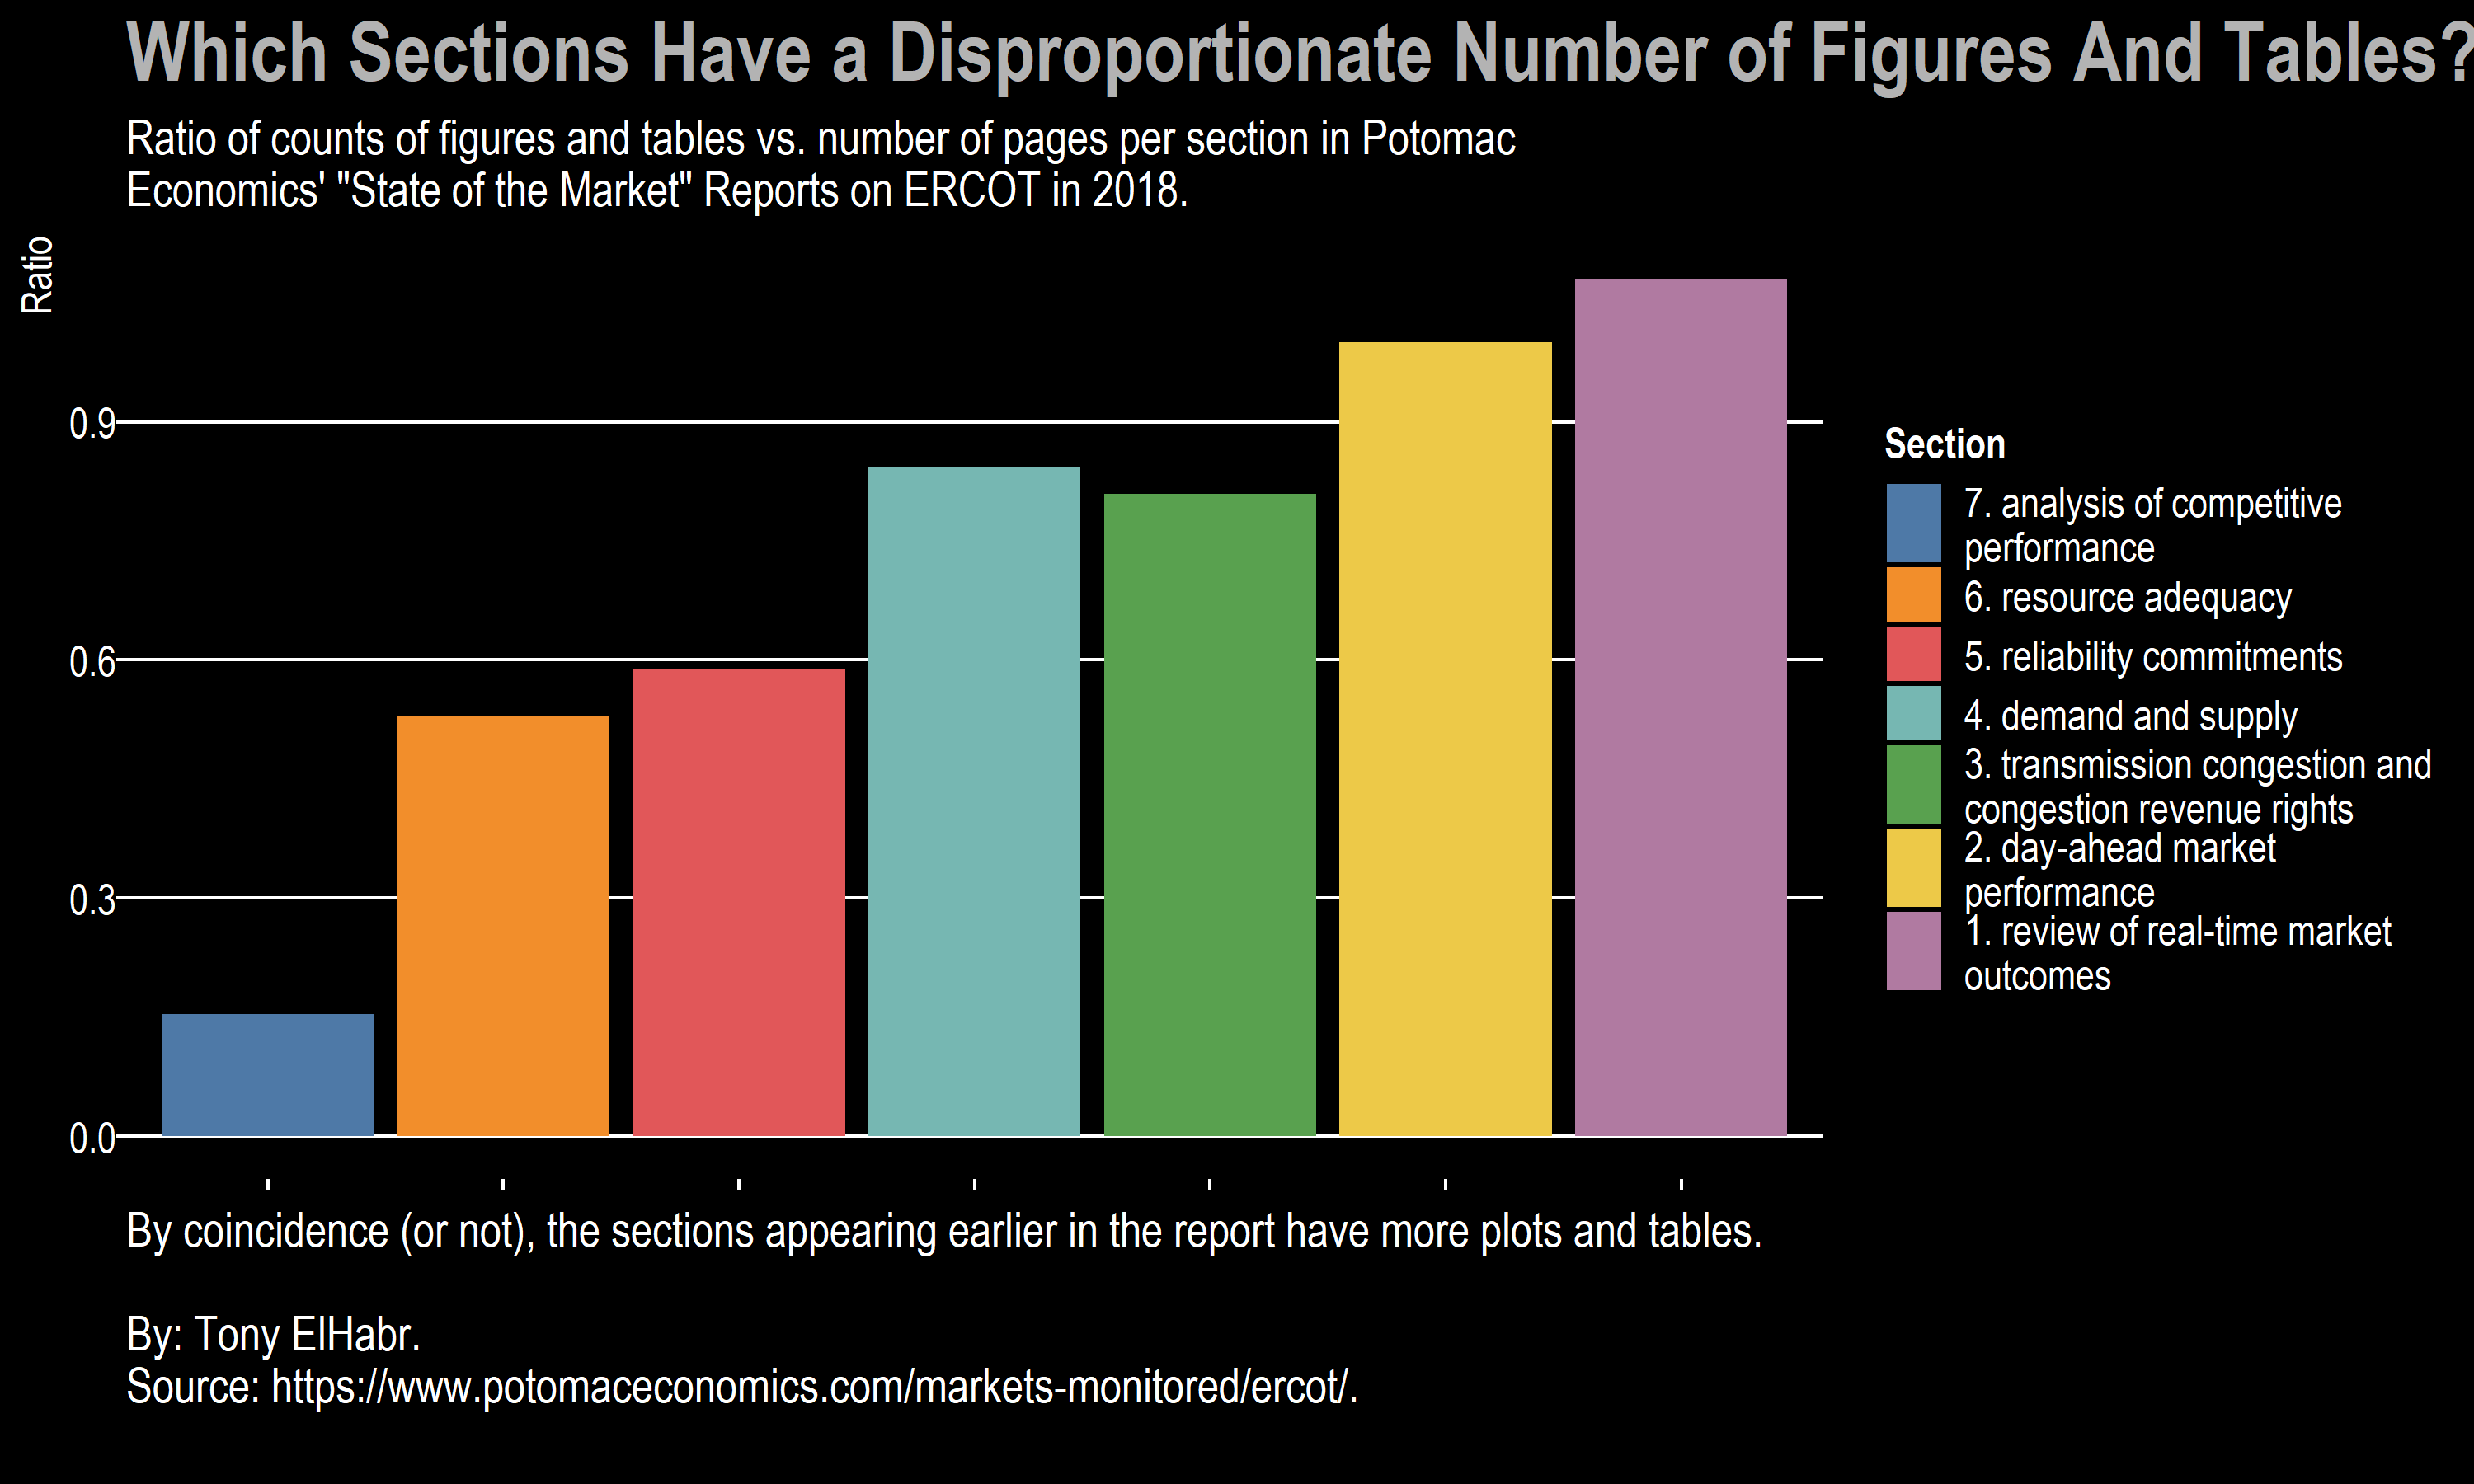 Which Sections Have a Disproportionate Number of Figures And Tables?
Ratio of counts of figures and tables vs. number of pages per section in Potomac
Economics' "State of the Market" Reports on ERCOT in 2018.
Ratio
0.9
0.6
0.3
0.0
Section
7. analysis of competitive
performance
6. resource adequacy
5. reliability commitments
4. demand and supply
3. transmission congestion and
congestion revenue rights
2. day-ahead market
performance
1. review of real-time market
outcomes
By coincidence (or not), the sections appearing earlier in the report have more plots and tables.
By: Tony ElHabr.
Source: https://www.potomaceconomics.com/markets-monitored/ercot/.